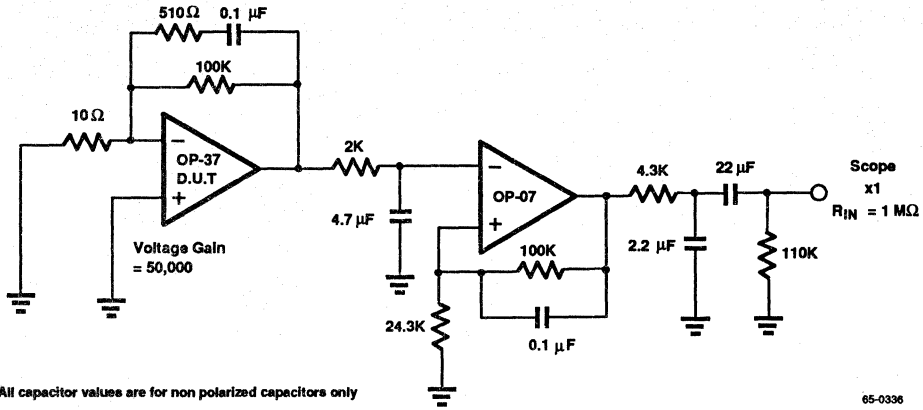 510Ω 0.1 μF
100K
10Ω
−
OP-37
D.U.T
+
Voltage Gain
= 50,000
2K
4.7 μF
−
OP-07
+
100K
24.3K
0.1 μF
4.3K
22 μF
2.2 μF
110K
Scope
x1
RIN = 1 MΩ
All capacitor values are for non polarized capacitors only
65-0336